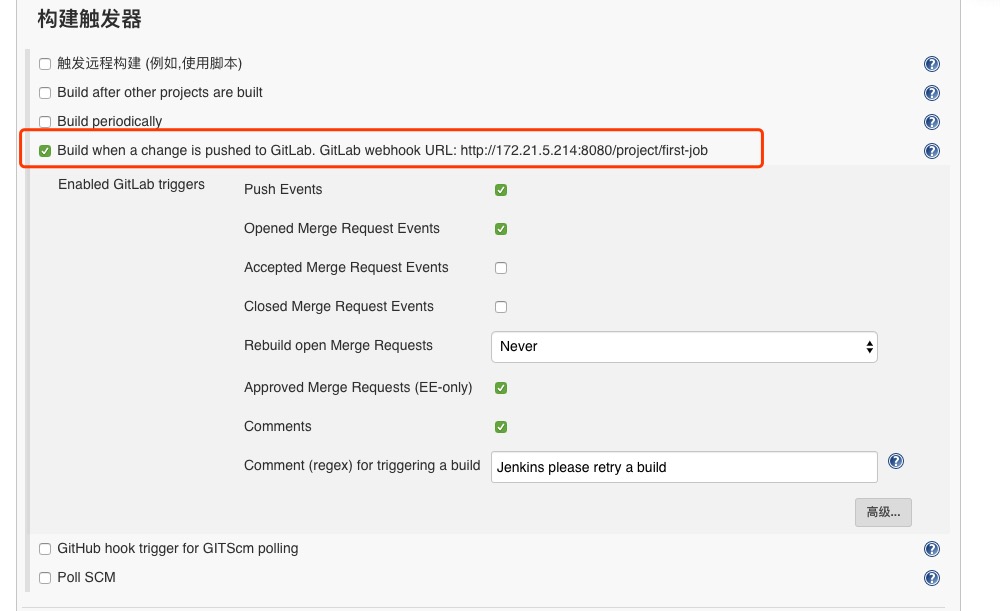 构建触发器
触发远程构建 (例如,使用脚本)
Build after other projects are built
Build periodically
Build when a change is pushed to GitLab. GitLab webhook URL: http://172.21.5.214:8080/project/first-job
Enabled GitLab triggers
Push Events
Opened Merge Request Events
Accepted Merge Request Events
Closed Merge Request Events
Rebuild open Merge Requests Never
Approved Merge Requests (EE-only)
Comments
Comment (regex) for triggering a build Jenkins please retry a build
高级...
GitHub hook trigger for GITScm polling
Poll SCM